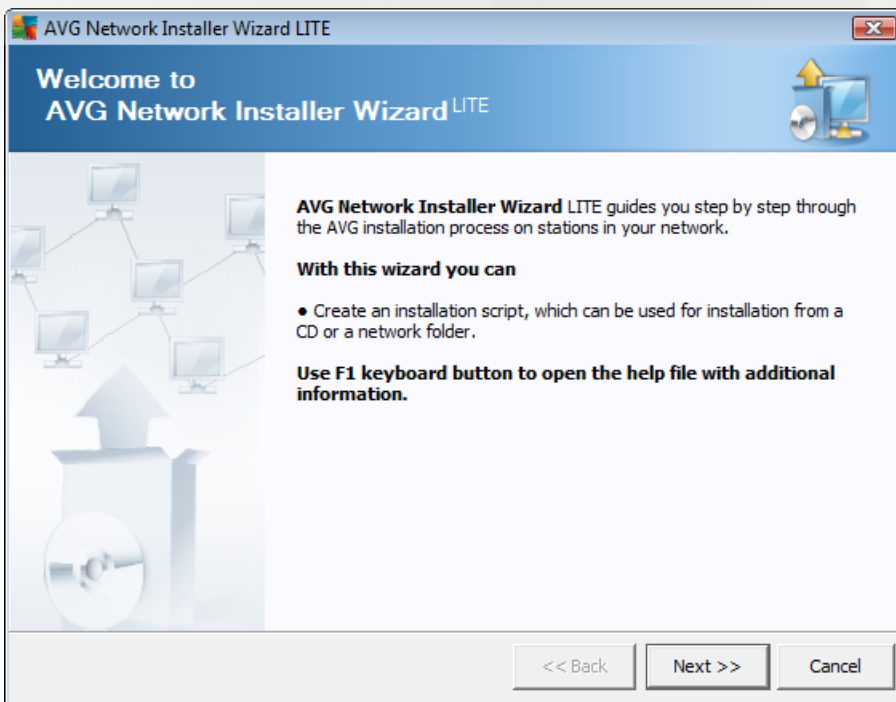 AVG Network Installer Wizard LITE
Welcome to
AVG Network Installer Wizard LITE
AVG Network Installer Wizard LITE guides you step by step through
the AVG installation process on stations in your network.
With this wizard you can
• Create an installation script, which can be used for installation from a
CD or a network folder.
Use F1 keyboard button to open the help file with additional
information.
<< Back
Next >>
Cancel